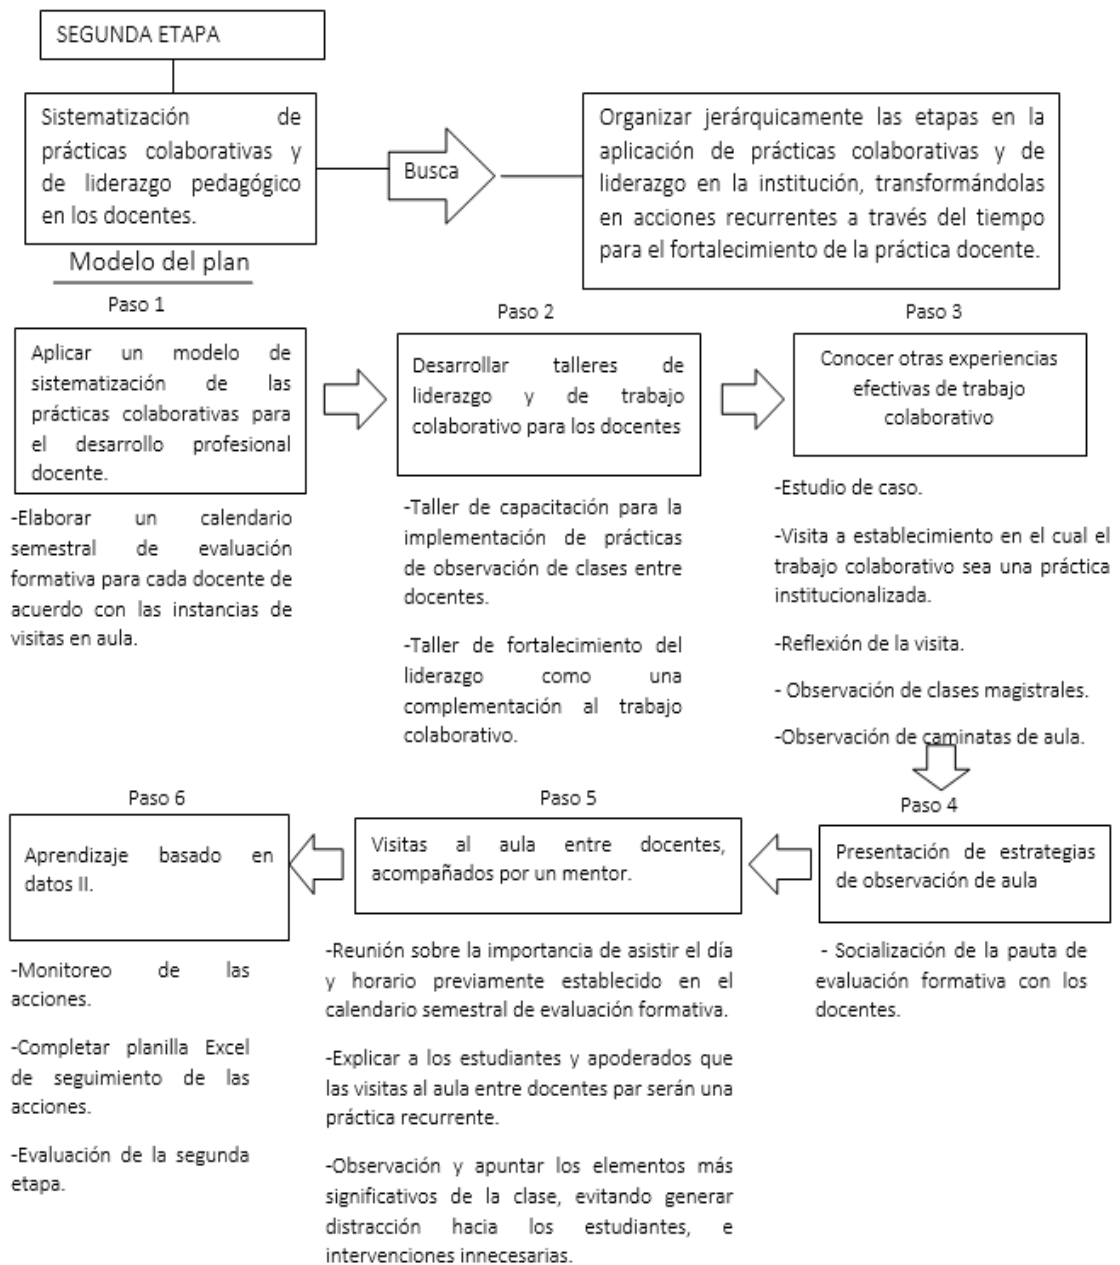 SEGUNDA ETAPA
Sistematización de
prácticas colaborativas y
de liderazgo pedagógico
en los docentes.
Busca
Organizar jerárquicamente las etapas en la
aplicación de prácticas colaborativas y de
liderazgo en la institución, transformándolas
en acciones recurrentes a través del tiempo
para el fortalecimiento de la práctica docente.
Modelo del plan
Paso 1
Aplicar un modelo de
sistematización de las
prácticas colaborativas para
el desarrollo profesional
docente.
-Elaborar un calendario
semestral de evaluación
formativa para cada docente de
acuerdo con las instancias de
visitas en aula.
Paso 2
Desarrollar talleres de
liderazgo y de trabajo
colaborativo para los docentes
-Taller de capacitación para la
implementación de prácticas
de observación de clases entre
docentes.
-Taller de fortalecimiento del
liderazgo como una
complementación al trabajo
colaborativo.
Paso 3
Conocer otras experiencias
efectivas de trabajo
colaborativo
-Estudio de caso.
-Visita a establecimiento en el cual el
trabajo colaborativo sea una práctica
institucionalizada.
-Reflexión de la visita.
- Observación de clases magistrales.
-Observación de caminatas de aula.
Paso 4
Presentación de estrategias
de observación de aula
- Socialización de la pauta de
evaluación formativa con los
docentes.
Paso 5
Visitas al aula entre docentes,
acompañados por un mentor.
-Reunión sobre la importancia de asistir el día
y horario previamente establecido en el
calendario semestral de evaluación formativa.
-Explicar a los estudiantes y apoderados que
las visitas al aula entre docentes par serán una
práctica recurrente.
-Observación y apuntar los elementos más
significativos de la clase, evitando generar
distracción hacia los estudiantes, e
intervenciones innecesarias.
Paso 6
Aprendizaje basado en
datos II.
-Monitoreo de las
acciones.
-Completar planilla Excel
de seguimiento de las
acciones.
-Evaluación de la segunda
etapa.